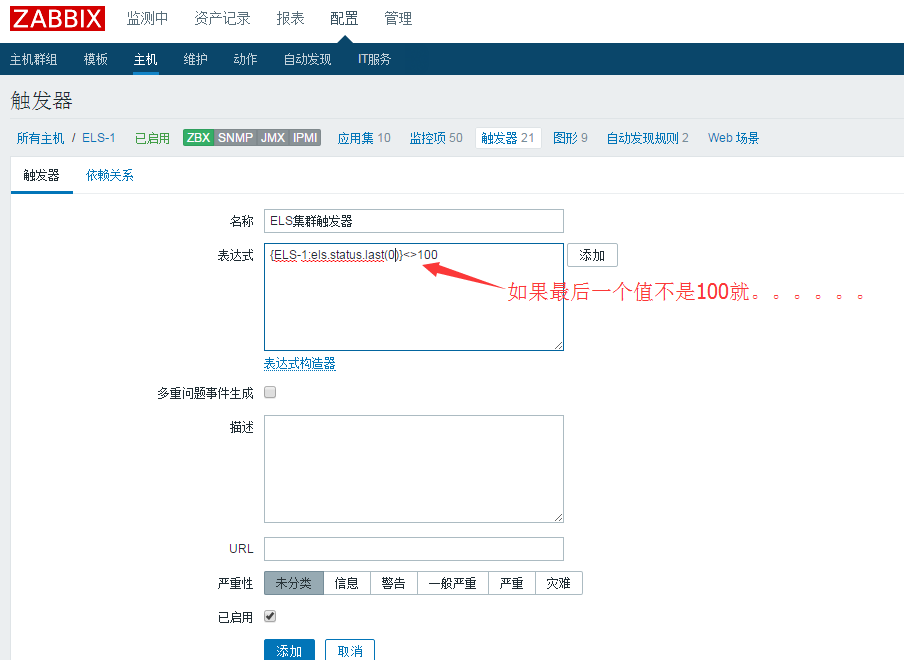 ZABBIX 监测中 资产记录 报表 配置 管理
主机群组 模板 主机 维护 动作 自动发现 IT服务
触发器
所有主机 / ELS-1 已启用 ZBX SNMP JMX IPMI 应用集 10 监控项 50 触发器 21 图形 9 自动发现规则 2 Web 场景
触发器 依赖关系
名称 ELS集群触发器
表达式 {ELS-1:els.status.last(0)}<>100 添加
如果最后一个值不是100就。。。。。。
表达式构造器
多重问题事件生成
描述
URL
严重性 未分类 信息 警告 一般严重 严重 灾难
已启用
添加 取消